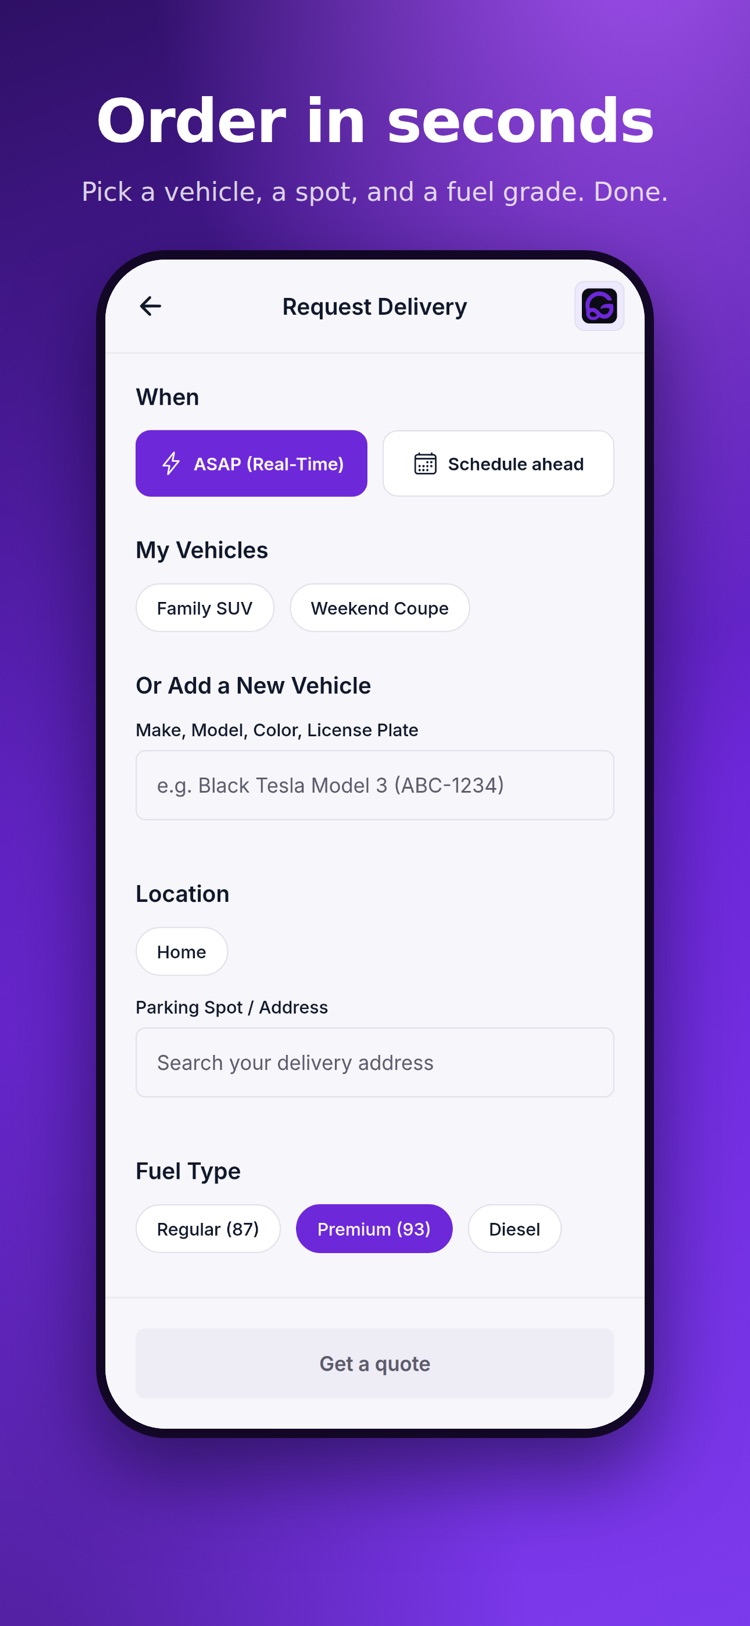 Order in seconds
Pick a vehicle, a spot, and a fuel grade. Done.
Request Delivery
When
ASAP (Real-Time)
Schedule ahead
My Vehicles
Family SUV
Weekend Coupe
Or Add a New Vehicle
Make, Model, Color, License Plate
e.g. Black Tesla Model 3 (ABC-1234)
Location
Home
Parking Spot / Address
Search your delivery address
Fuel Type
Regular (87)
Premium (93)
Diesel
Get a quote